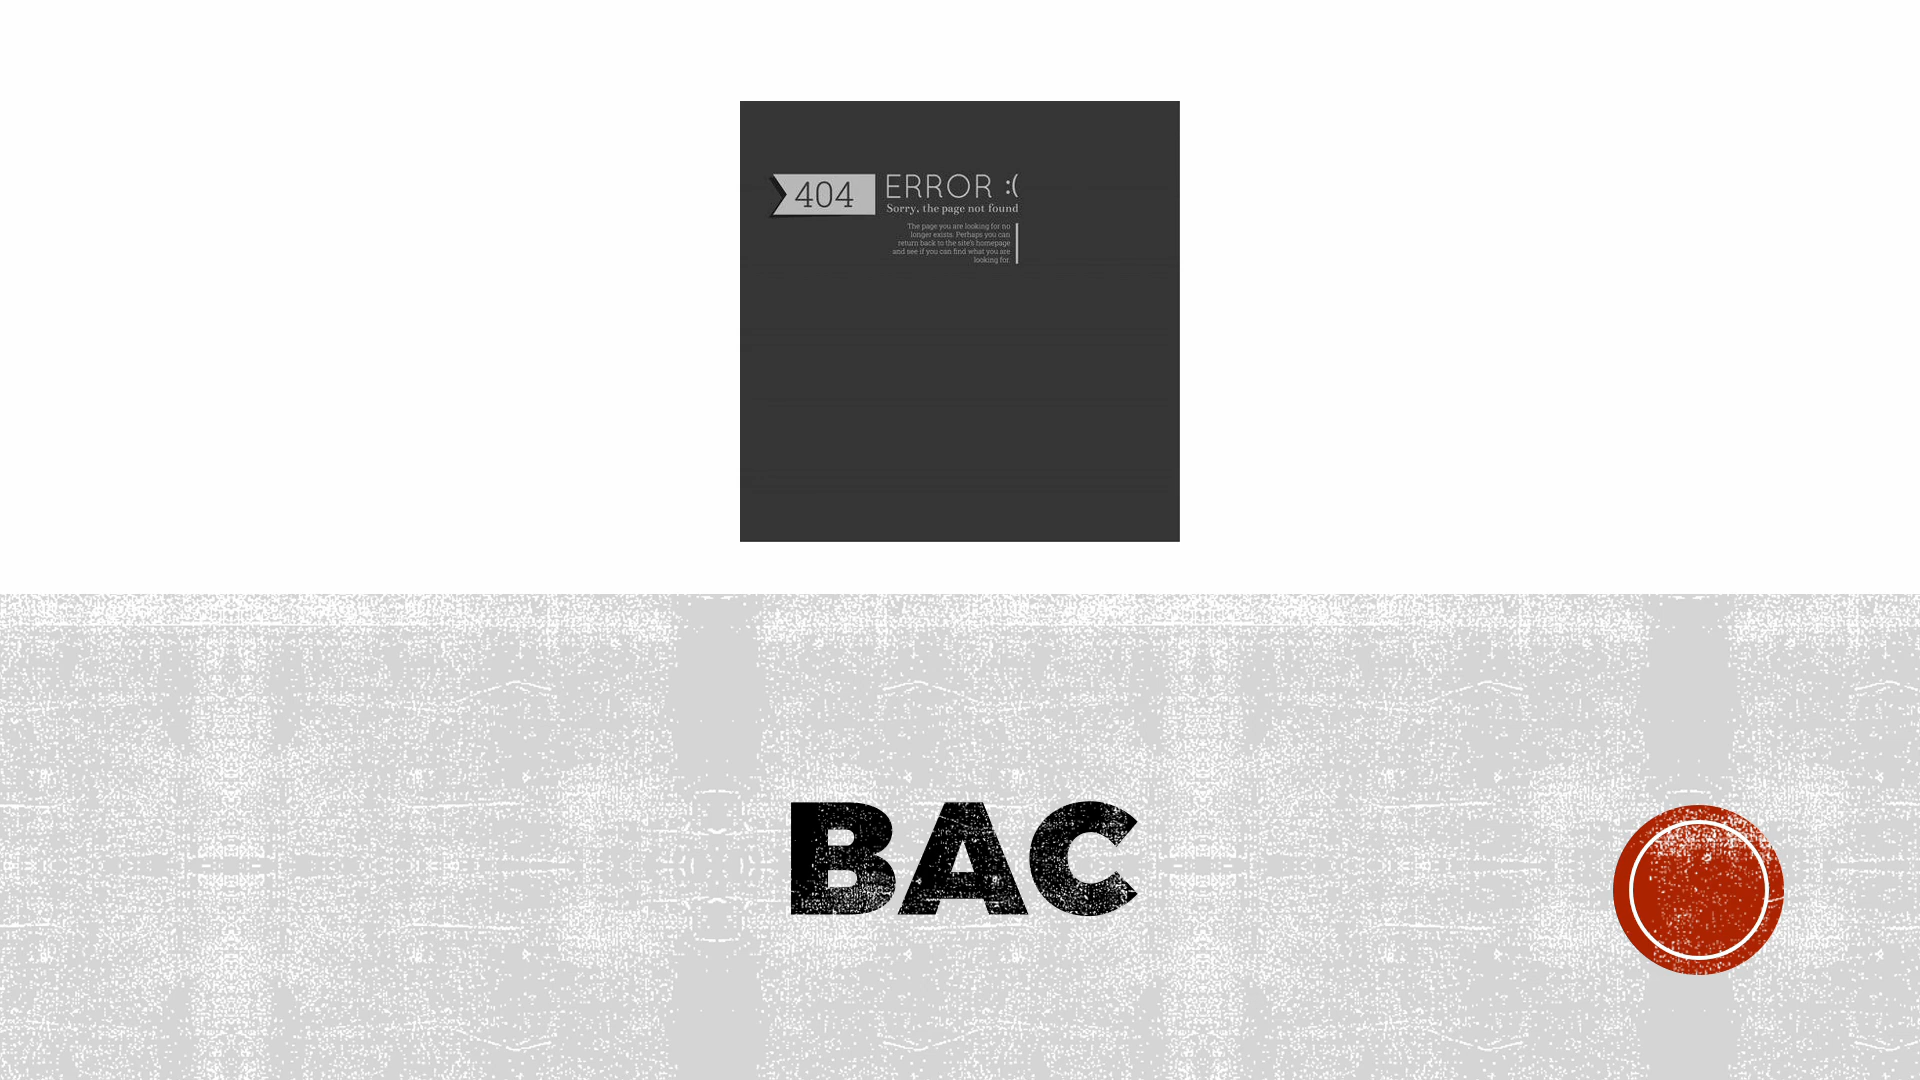 404 ERROR :(
Sorry, the page not found
The page you are looking for no
longer exists. Perhaps you can
return back to the site's homepage
and see if you can find what you are
looking for.
BAC